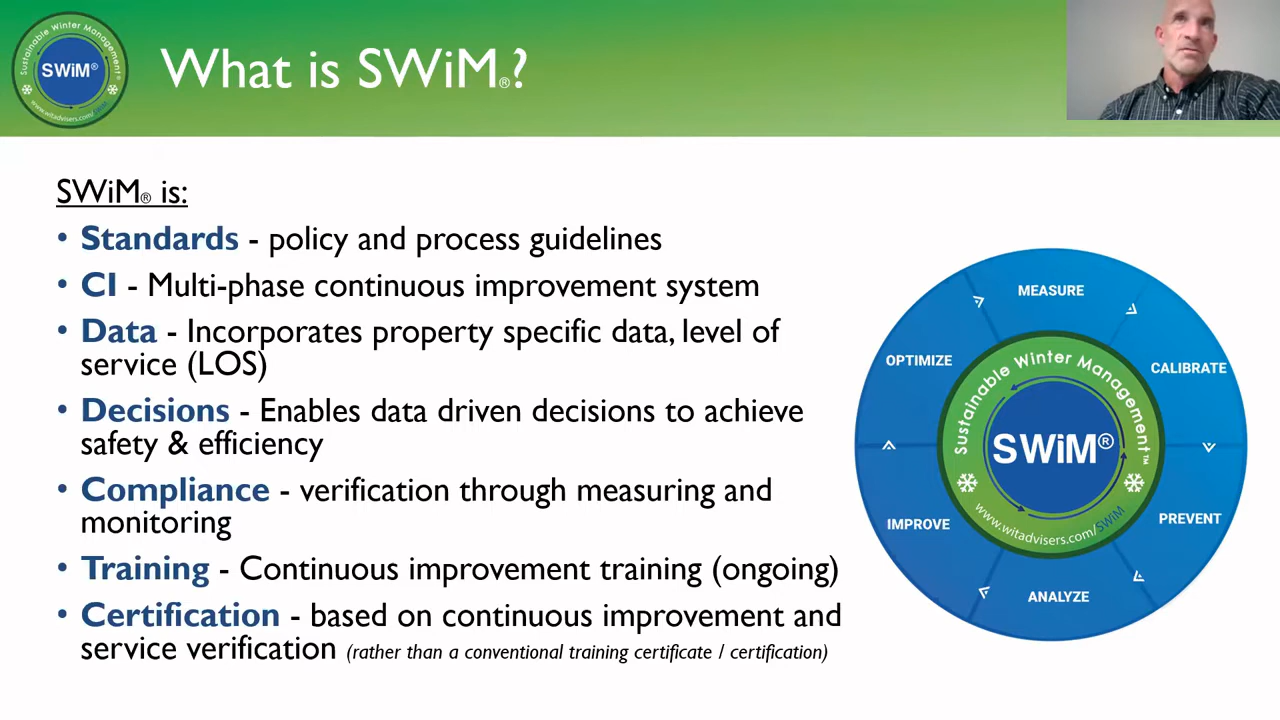 Sustainable Winter Management®
SWiM®
www.witadvisers.com/SWiM
What is SWiM®?
SWiM® is:
• Standards - policy and process guidelines
• CI - Multi-phase continuous improvement system
• Data - Incorporates property specific data, level of
service (LOS)
• Decisions - Enables data driven decisions to achieve
safety & efficiency
• Compliance - verification through measuring and
monitoring
• Training - Continuous improvement training (ongoing)
• Certification - based on continuous improvement and
service verification (rather than a conventional training certificate / certification)
MEASURE
CALIBRATE
PREVENT
ANALYZE
IMPROVE
OPTIMIZE
Sustainable Winter Management™
SWiM®
www.witadvisers.com/SWiM